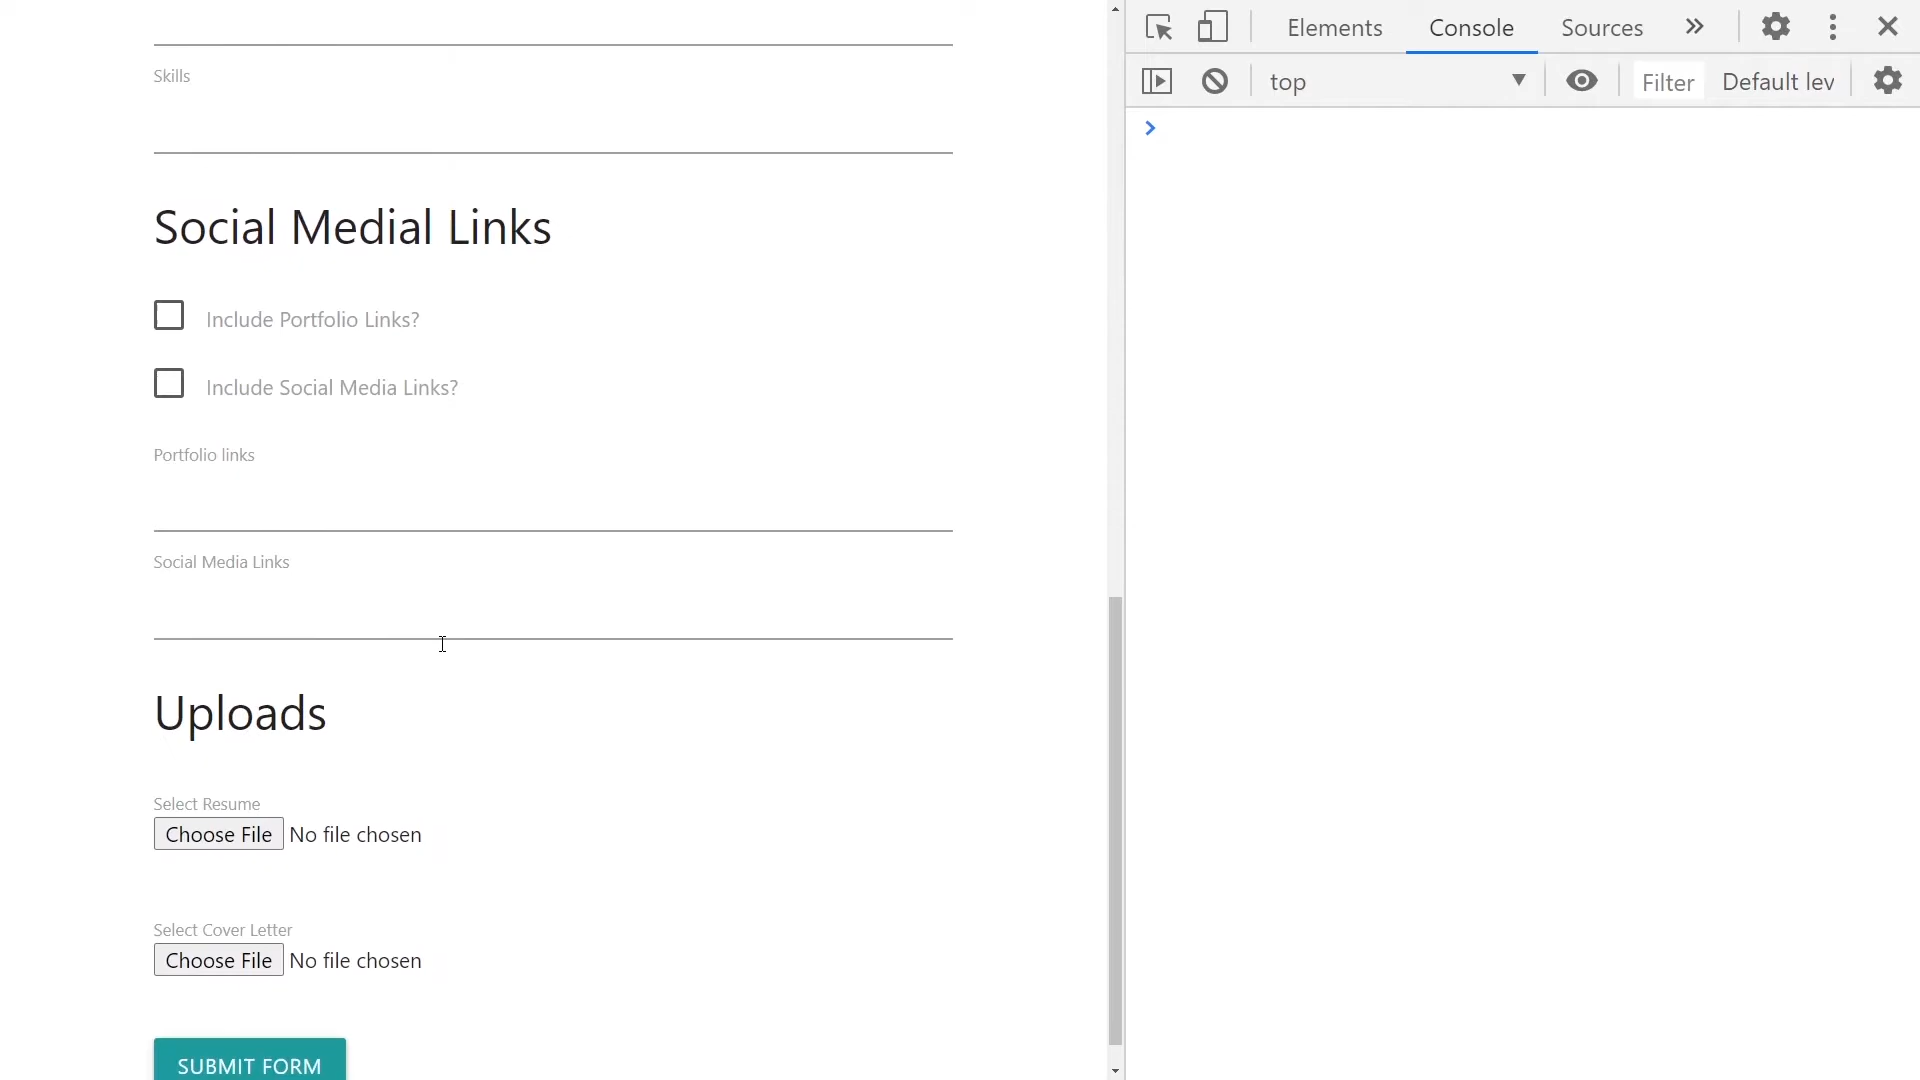 Skills
Social Medial Links
Include Portfolio Links?
Include Social Media Links?
Portfolio links
Social Media Links
Uploads
Select Resume
Choose File No file chosen
Select Cover Letter
Choose File No file chosen
SUBMIT FORM
Elements Console Sources
top Filter Default lev